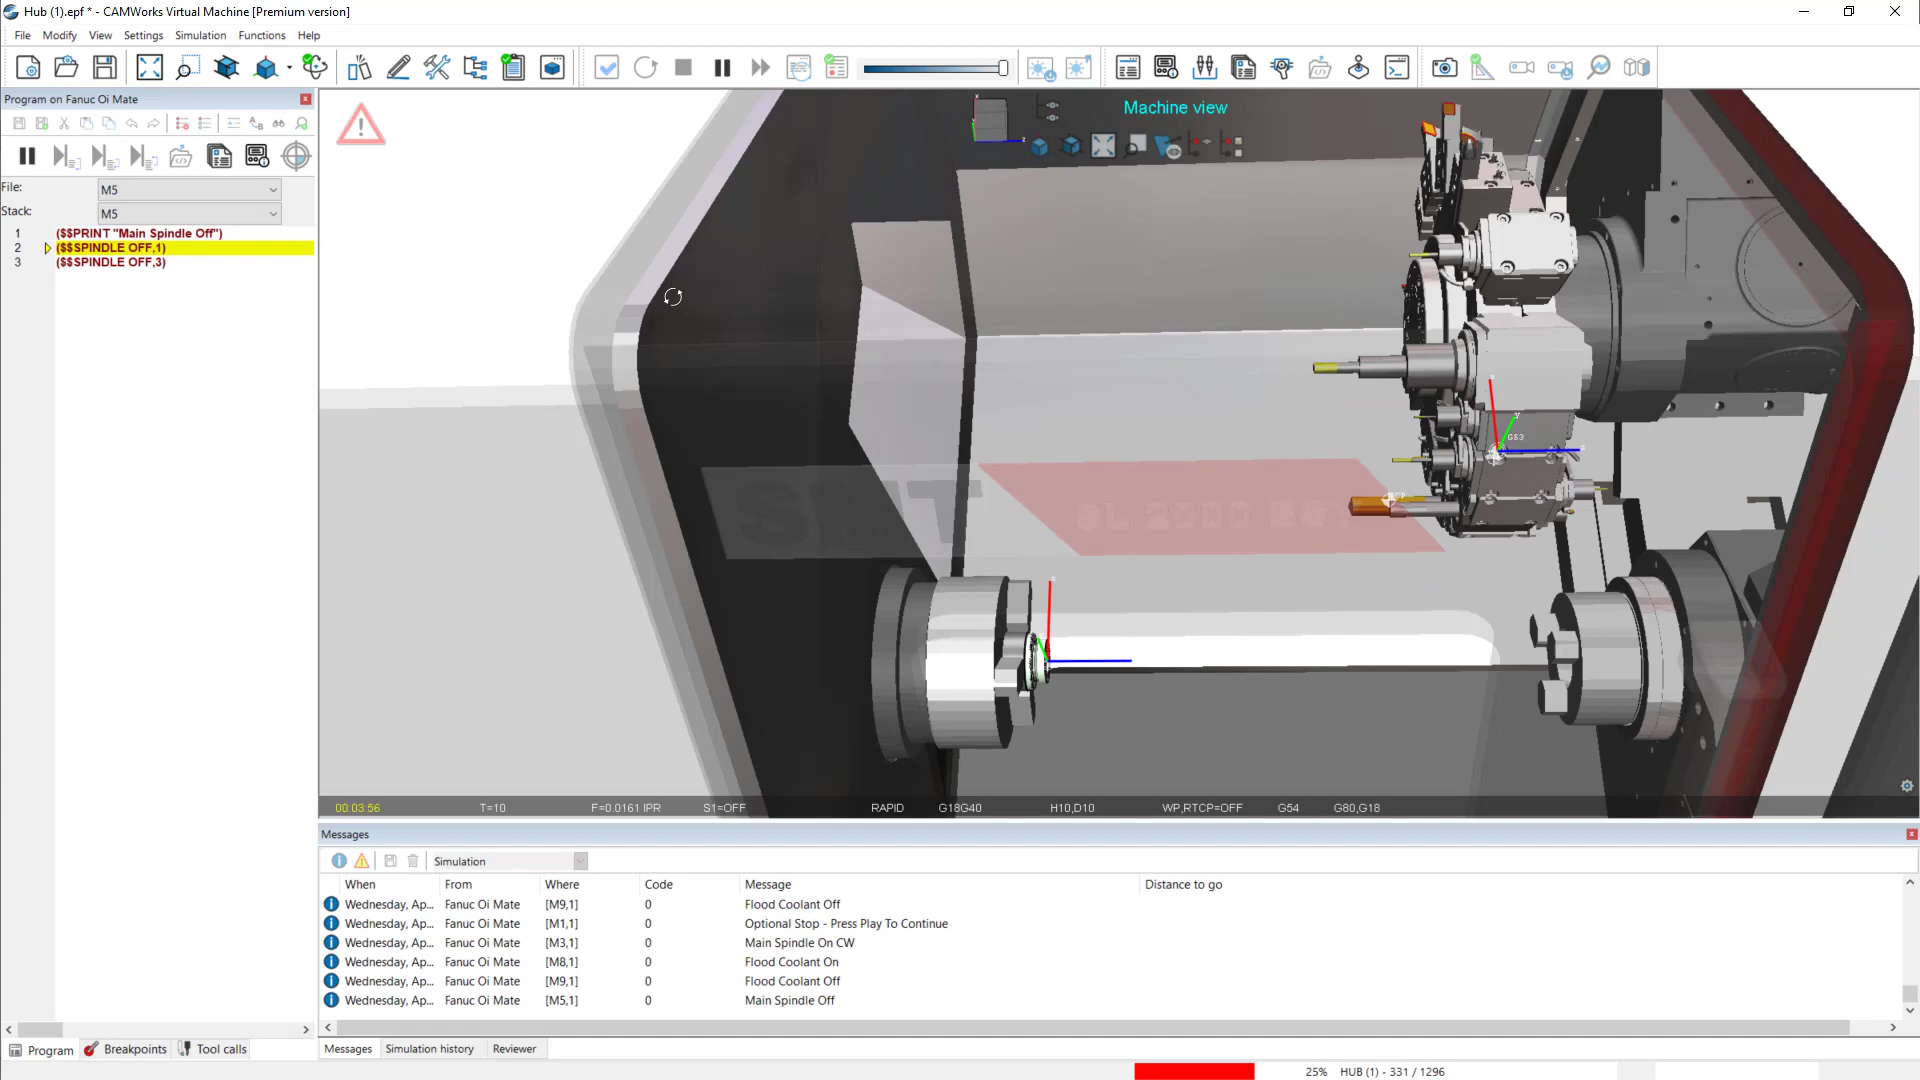 Hub (1).epf * - CAMWorks Virtual Machine [Premium version]
File Modify View Settings Simulation Functions Help
Program on Fanuc Oi Mate
File: M5
Stack: M5
1 ($$PRINT "Main Spindle Off")
2 ($$SPINDLE OFF,1)
3 ($$SPINDLE OFF,3)
Machine view
G53
SMT
SL 2000 BSY
00:03:56 T=10 F=0.0161 IPR S1=OFF RAPID G18G40 H10,D10 WP,RTCP=OFF G54 G80,G18
Messages
Simulation
When From Where Code Message Distance to go
Wednesday, Ap... Fanuc Oi Mate [M9,1] 0 Flood Coolant Off
Wednesday, Ap... Fanuc Oi Mate [M1,1] 0 Optional Stop - Press Play To Continue
Wednesday, Ap... Fanuc Oi Mate [M3,1] 0 Main Spindle On CW
Wednesday, Ap... Fanuc Oi Mate [M8,1] 0 Flood Coolant On
Wednesday, Ap... Fanuc Oi Mate [M9,1] 0 Flood Coolant Off
Wednesday, Ap... Fanuc Oi Mate [M5,1] 0 Main Spindle Off
Program Breakpoints Tool calls
Messages Simulation history Reviewer
25% HUB (1) - 331 / 1296